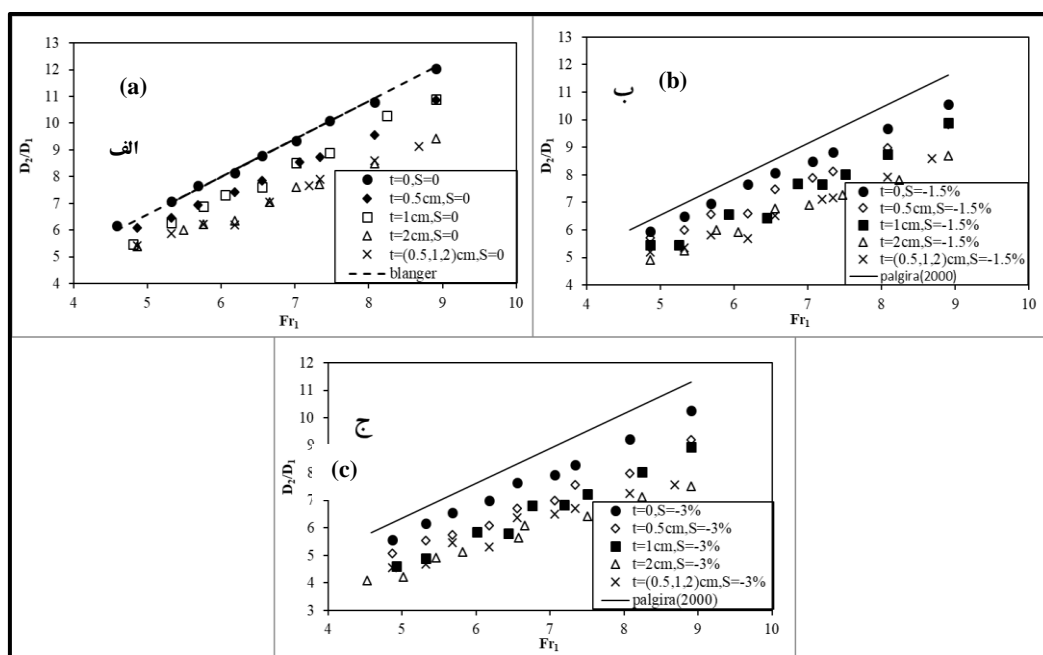 (a)
الف
D2/D1
13
12
11
10
9
8
7
6
5
4
4 5 6 7 8 9 10
Fr1
t=0,S=0
t=0.5cm,S=0
t=1cm,S=0
t=2cm,S=0
t=(0.5,1,2)cm,S=0
blanger
(b)
ب
D2/D1
13
12
11
10
9
8
7
6
5
4
4 5 6 7 8 9 10
Fr1
t=0,S=-1.5%
t=0.5cm,S=-1.5%
t=1cm,S=-1.5%
t=2cm,S=-1.5%
t=(0.5,1,2)cm,S=-1.5%
palgira(2000)
ج
(c)
D2/D1
12
11
10
9
8
7
6
5
4
3
4 5 6 7 8 9 10
Fr1
t=0,S=-3%
t=0.5cm,S=-3%
t=1cm,S=-3%
t=2cm,S=-3%
t=(0.5,1,2)cm,S=-3%
palgira(2000)